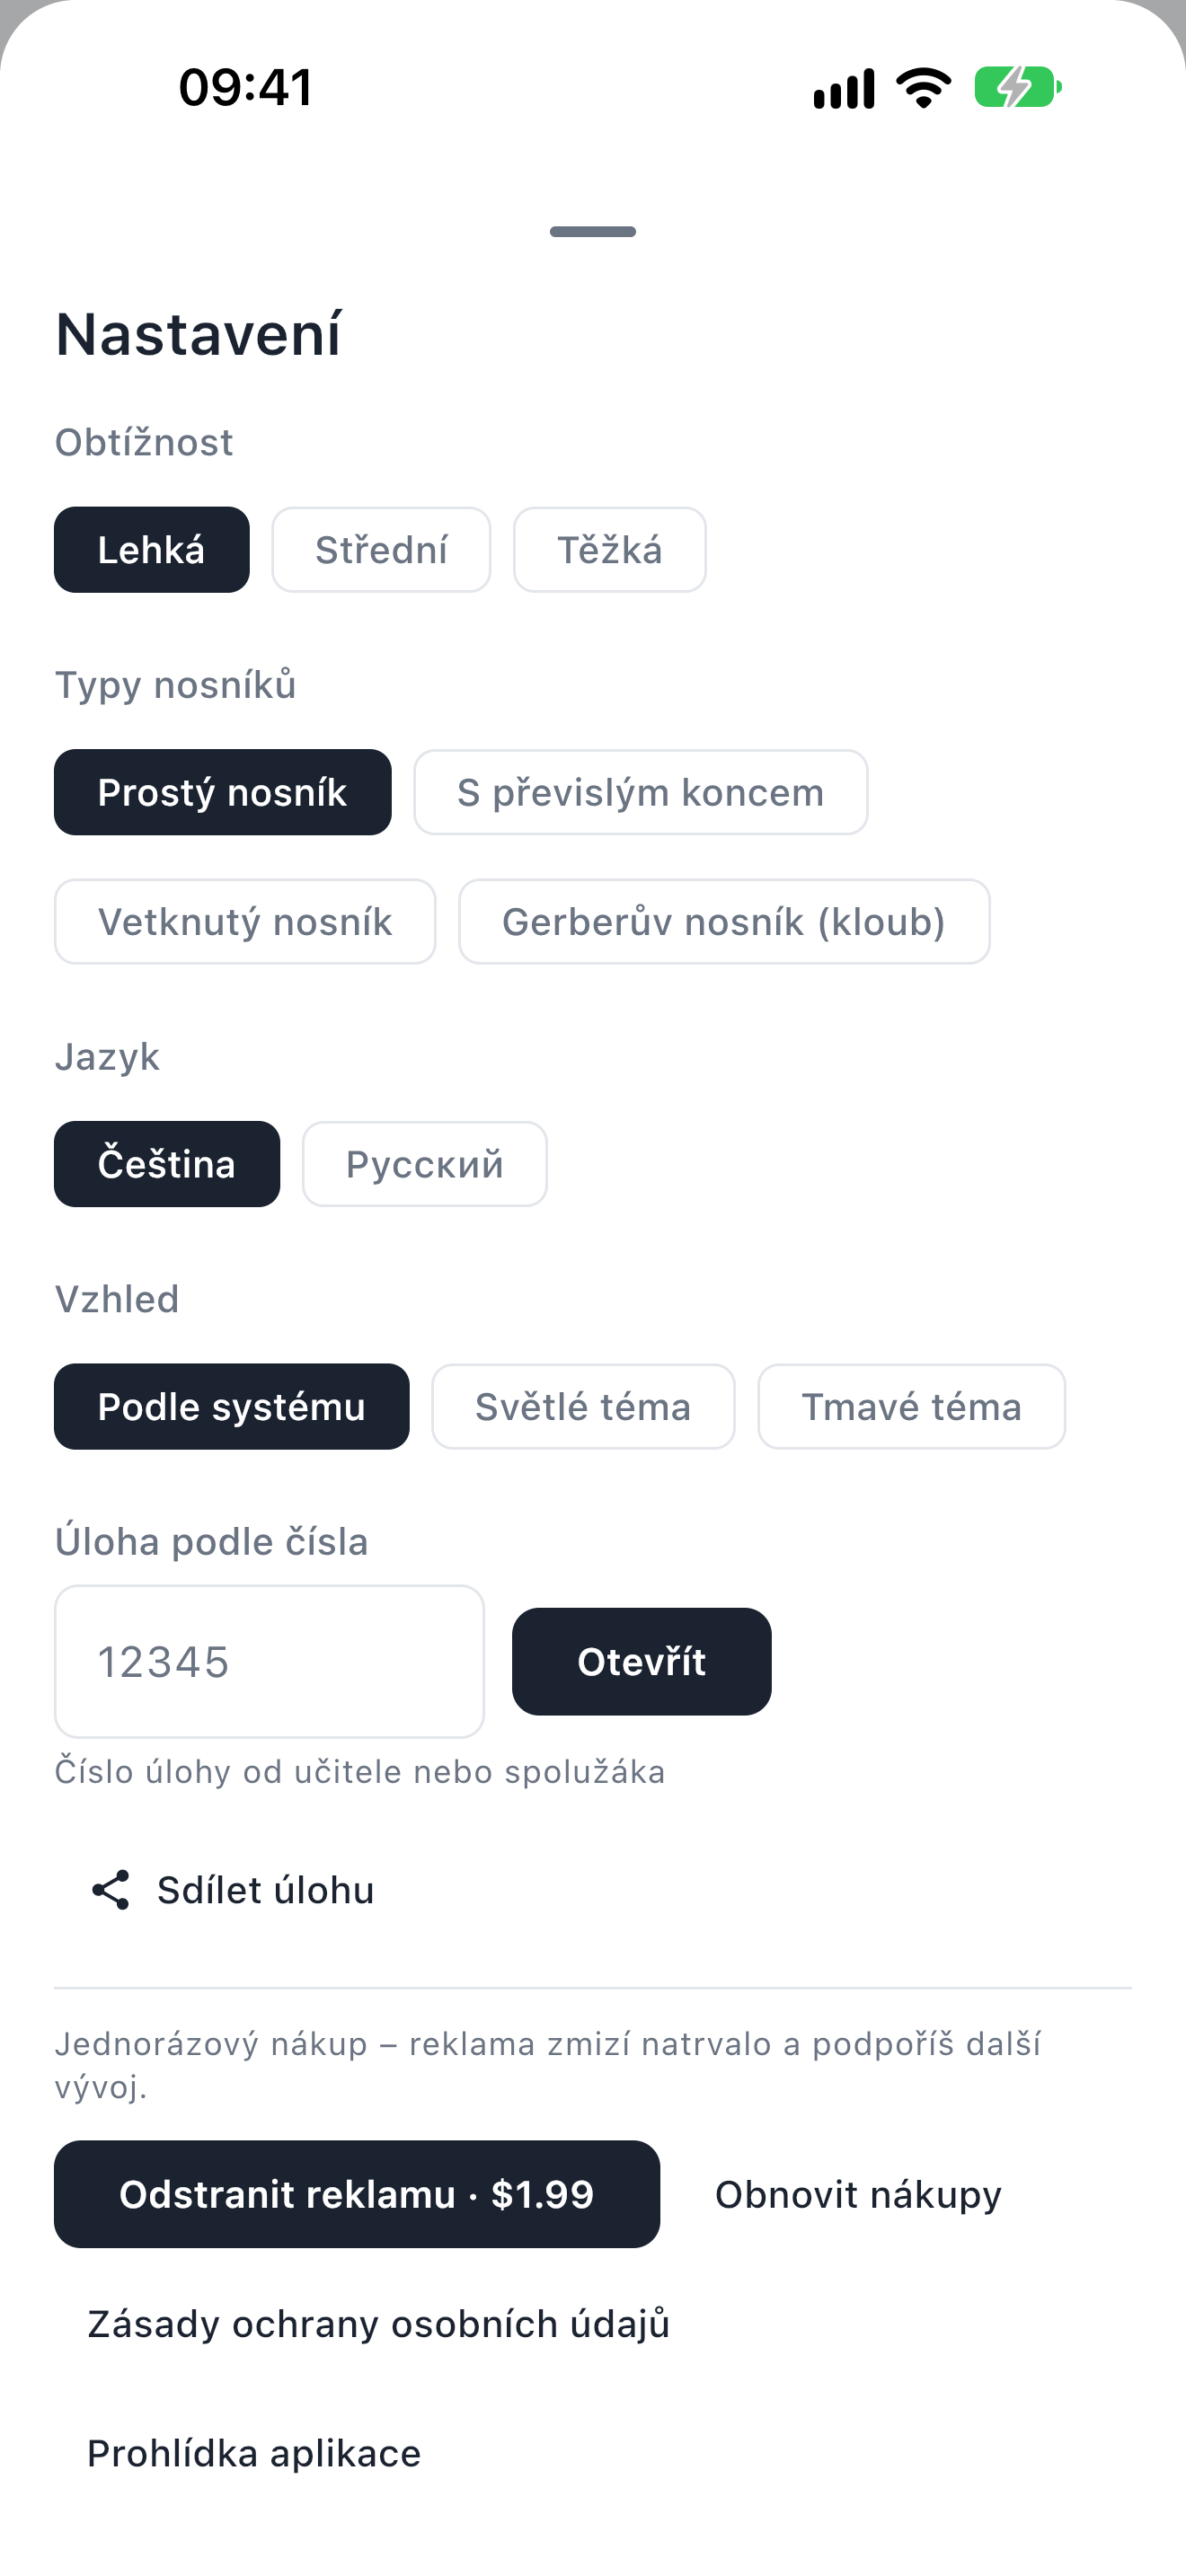 09:41
Nastavení
Obtížnost
Lehká Střední Těžká
Typy nosníků
Prostý nosník S převislým koncem
Vetknutý nosník Gerberův nosník (kloub)
Jazyk
Čeština Русский
Vzhled
Podle systému Světlé téma Tmavé téma
Úloha podle čísla
12345 Otevřít
Číslo úlohy od učitele nebo spolužáka
Sdílet úlohu
Jednorázový nákup – reklama zmizí natrvalo a podpoříš další
vývoj.
Odstranit reklamu · $1.99 Obnovit nákupy
Zásady ochrany osobních údajů
Prohlídka aplikace